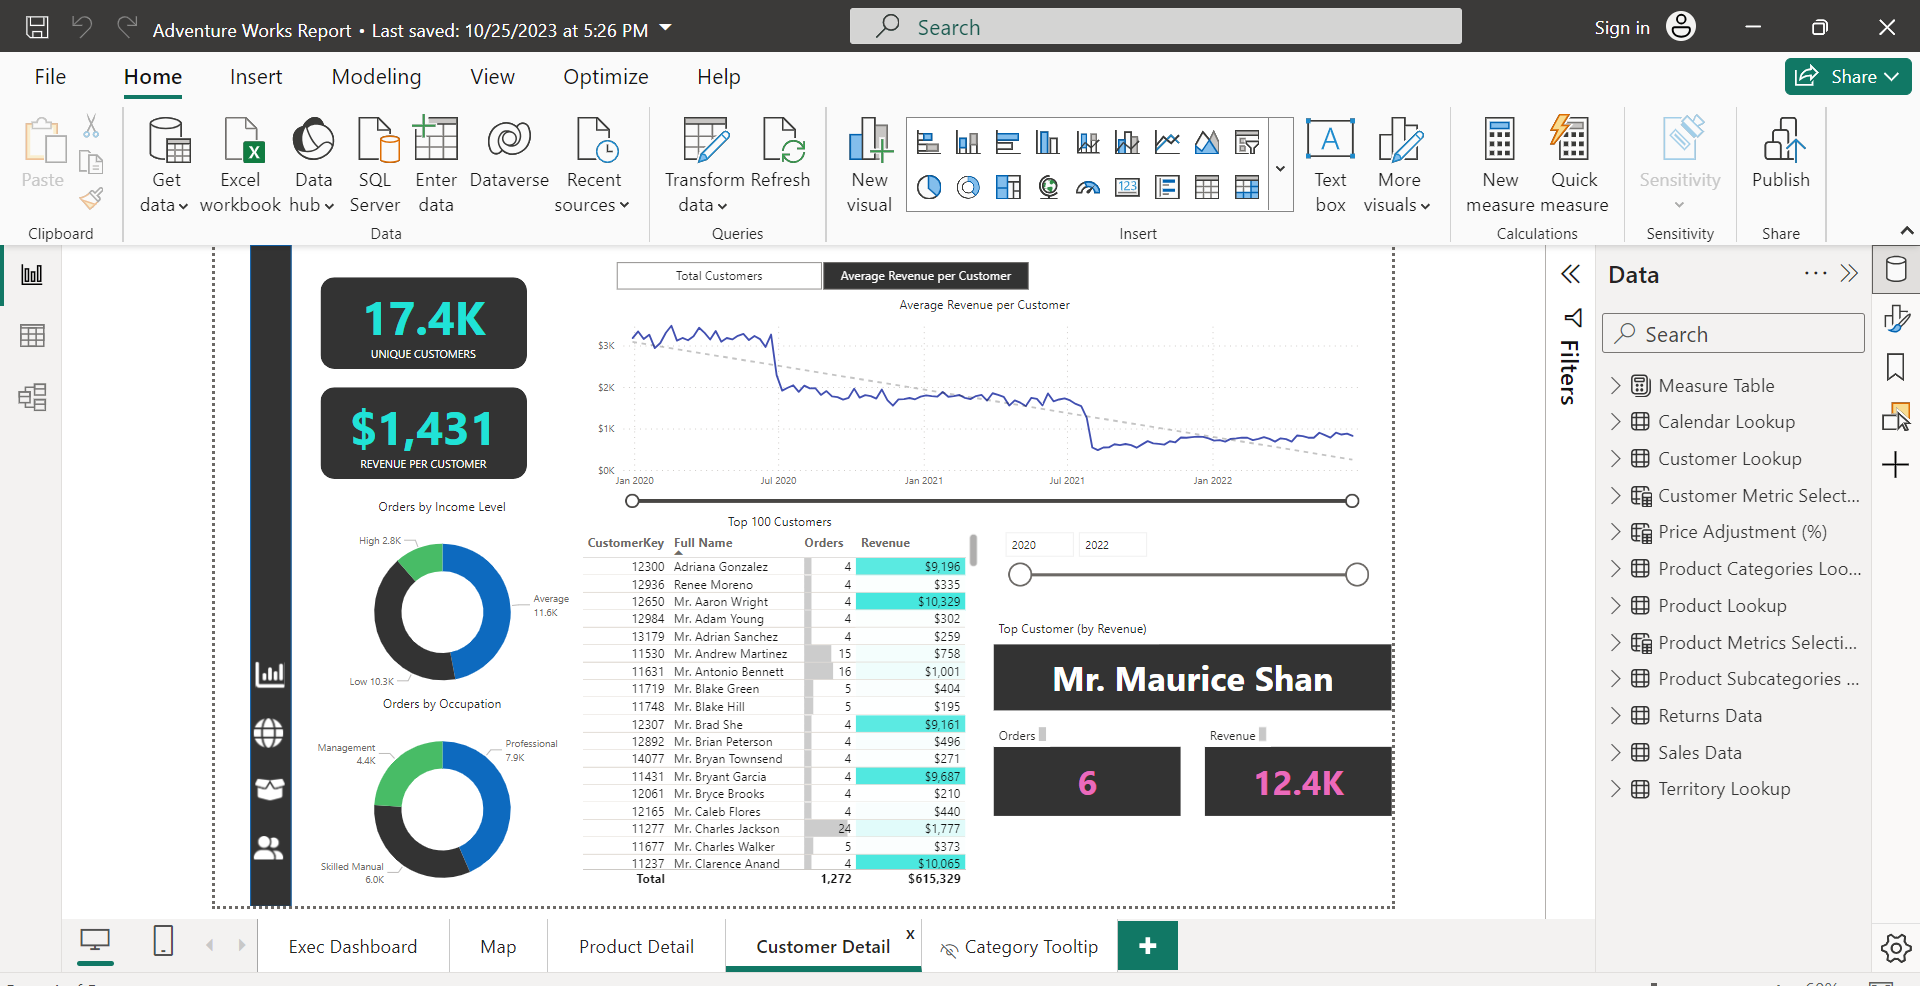 Adventure Works Report • Last saved: 10/25/2023 at 5:26 PM
Search
Sign in
File
Home
Insert
Modeling
View
Optimize
Help
Share
Paste
Clipboard
Get data
Excel workbook
Data hub
SQL Server
Enter data
Dataverse
Recent sources
Data
Transform data
Refresh
Queries
New visual
123
A
Text box
More visuals
Insert
New measure
Quick measure
Calculations
Sensitivity
Sensitivity
Publish
Share
17.4K
UNIQUE CUSTOMERS
$1,431
REVENUE PER CUSTOMER
Total Customers
Average Revenue per Customer
Average Revenue per Customer
$3K
$2K
$1K
$0K
Jan 2020
Jul 2020
Jan 2021
Jul 2021
Jan 2022
Orders by Income Level
High 2.8K
Average
11.6K
Low 10.3K
Orders by Occupation
Management
4.4K
Professional
7.9K
Skilled Manual
6.0K
Top 100 Customers
CustomerKey Full Name Orders Revenue
12300 Adriana Gonzalez 4 $9,196
12936 Renee Moreno 4 $335
12650 Mr. Aaron Wright 4 $10,329
12984 Mr. Adam Young 4 $302
13179 Mr. Adrian Sanchez 4 $259
11530 Mr. Andrew Martinez 15 $758
11631 Mr. Antonio Bennett 16 $1,001
11719 Mr. Blake Green 5 $404
11748 Mr. Blake Hill 5 $195
12307 Mr. Brad She 4 $9,161
12892 Mr. Brian Peterson 4 $496
14077 Mr. Bryan Townsend 4 $271
11431 Mr. Bryant Garcia 4 $9,687
12061 Mr. Bryce Brooks 4 $210
12165 Mr. Caleb Flores 4 $440
11277 Mr. Charles Jackson 24 $1,777
11677 Mr. Charles Walker 5 $373
11237 Mr. Clarence Anand 4 $10,065
Total 1,272 $615,329
2020
2022
Top Customer (by Revenue)
Mr. Maurice Shan
Orders
Revenue
6
12.4K
Filters
Data
Search
Measure Table
Calendar Lookup
Customer Lookup
Customer Metric Select...
Price Adjustment (%)
Product Categories Loo...
Product Lookup
Product Metrics Selecti...
Product Subcategories ...
Returns Data
Sales Data
Territory Lookup
Exec Dashboard
Map
Product Detail
Customer Detail
x
Category Tooltip
+